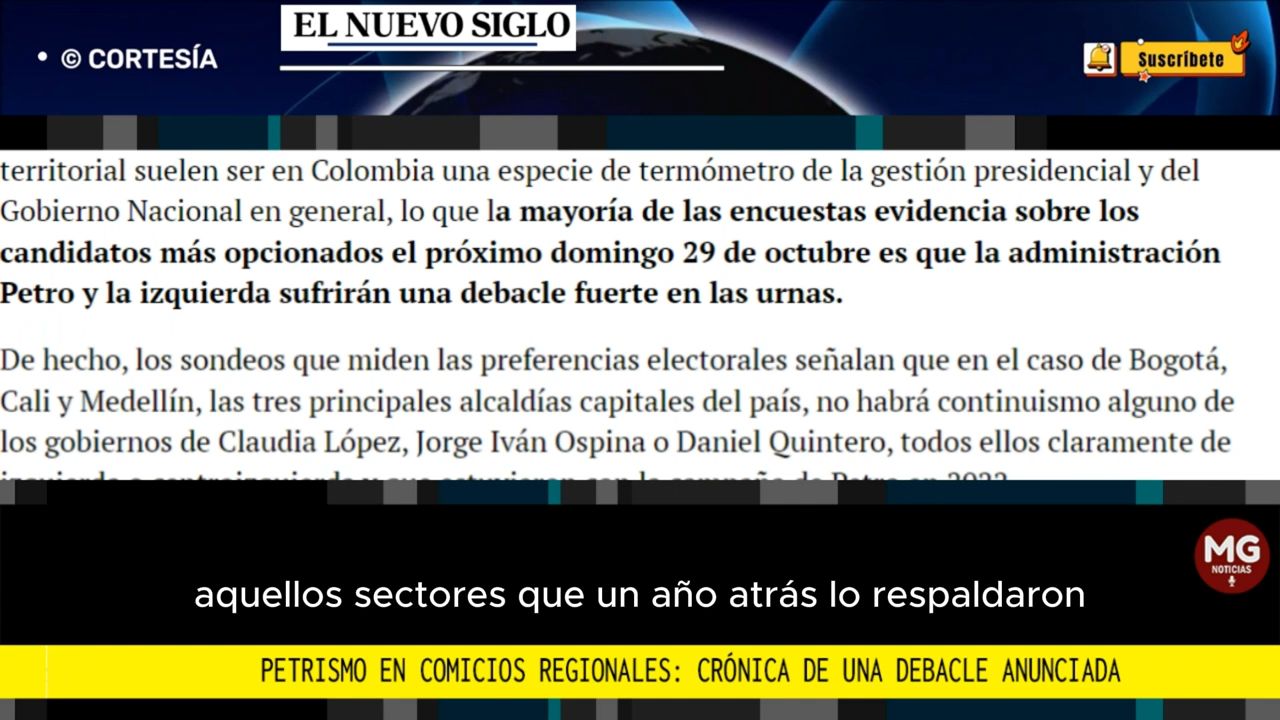 EL NUEVO SIGLO
• © CORTESÍA
Suscríbete
territorial suelen ser en Colombia una especie de termómetro de la gestión presidencial y del
Gobierno Nacional en general, lo que la mayoría de las encuestas evidencia sobre los
candidatos más opcionados el próximo domingo 29 de octubre es que la administración
Petro y la izquierda sufrirán una debacle fuerte en las urnas.
De hecho, los sondeos que miden las preferencias electorales señalan que en el caso de Bogotá,
Cali y Medellín, las tres principales alcaldías capitales del país, no habrá continuismo alguno de
los gobiernos de Claudia López, Jorge Iván Ospina o Daniel Quintero, todos ellos claramente de
MG
NOTICIAS
aquellos sectores que un año atrás lo respaldaron
PETRISMO EN COMICIOS REGIONALES: CRÓNICA DE UNA DEBACLE ANUNCIADA